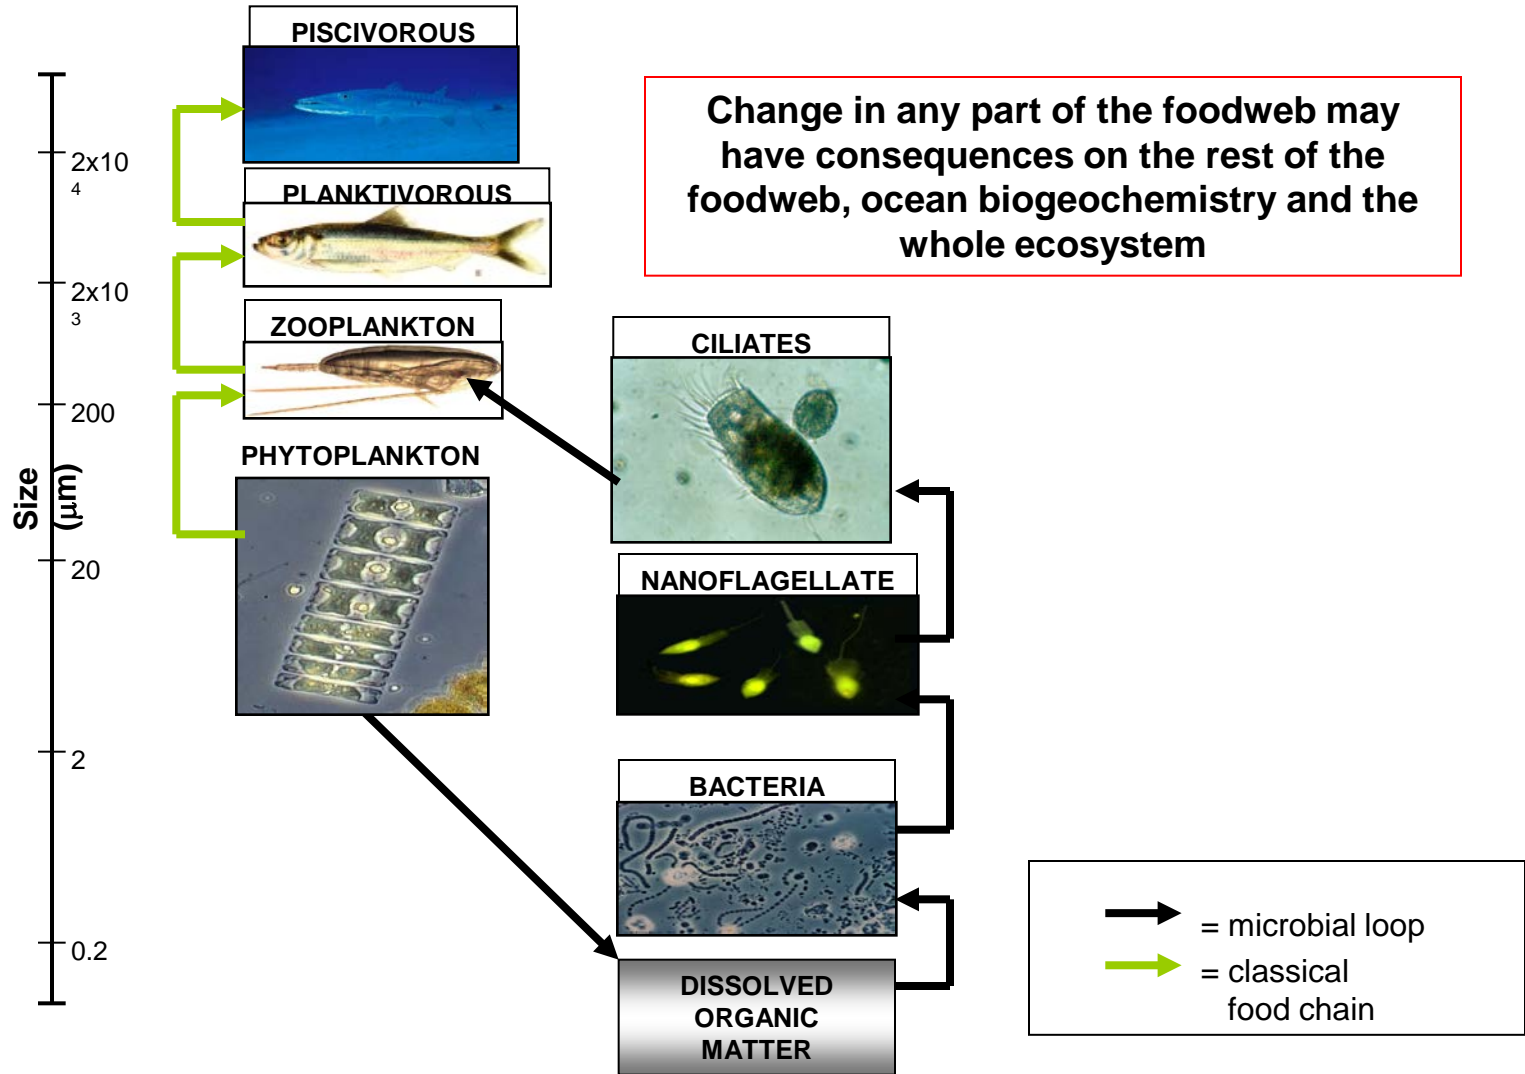 PISCIVOROUS
Change in any part of the foodweb may
have consequences on the rest of the
foodweb, ocean biogeochemistry and the
whole ecosystem
2x10
4
PLANKTIVOROUS
2x10
3
ZOOPLANKTON
CILIATES
200
PHYTOPLANKTON
Size
(µm)
20
NANOFLAGELLATE
2
BACTERIA
0.2
DISSOLVED
ORGANIC
MATTER
= microbial loop
= classical
food chain